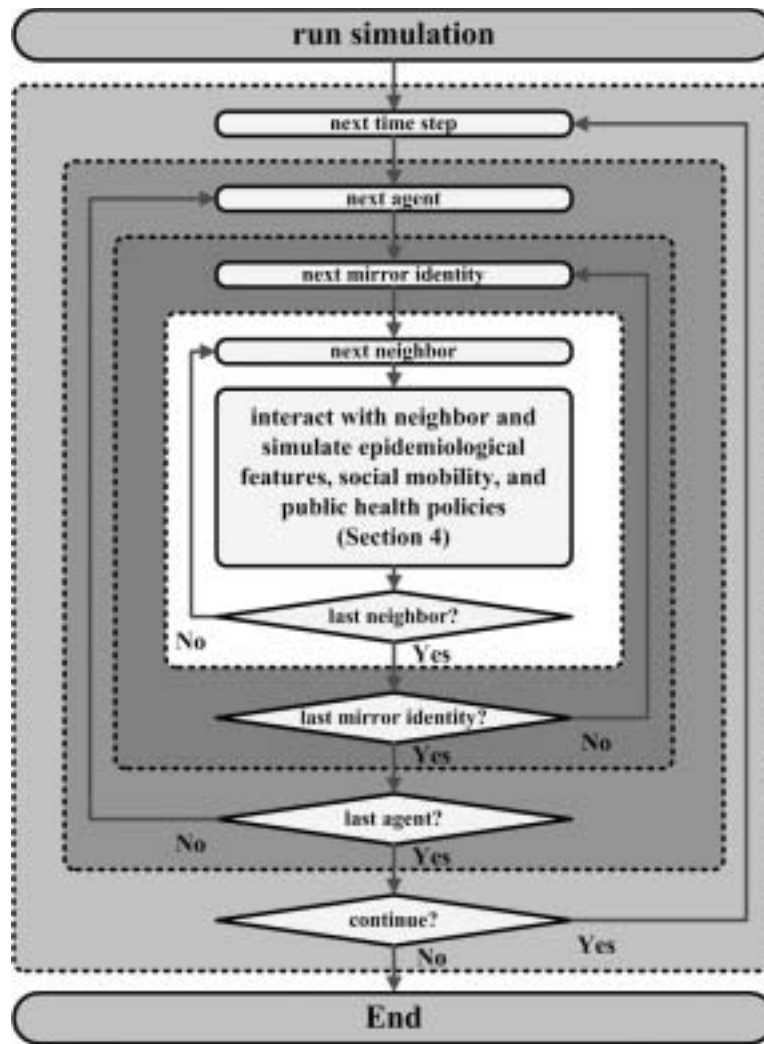 run simulation
next time step
next agent
next mirror identity
next neighbor
interact with neighbor and
simulate epidemiological
features, social mobility, and
public health policies
(Section 4)
last neighbor?
No
Yes
last mirror identity?
No
Yes
last agent?
No
Yes
continue?
Yes
No
End